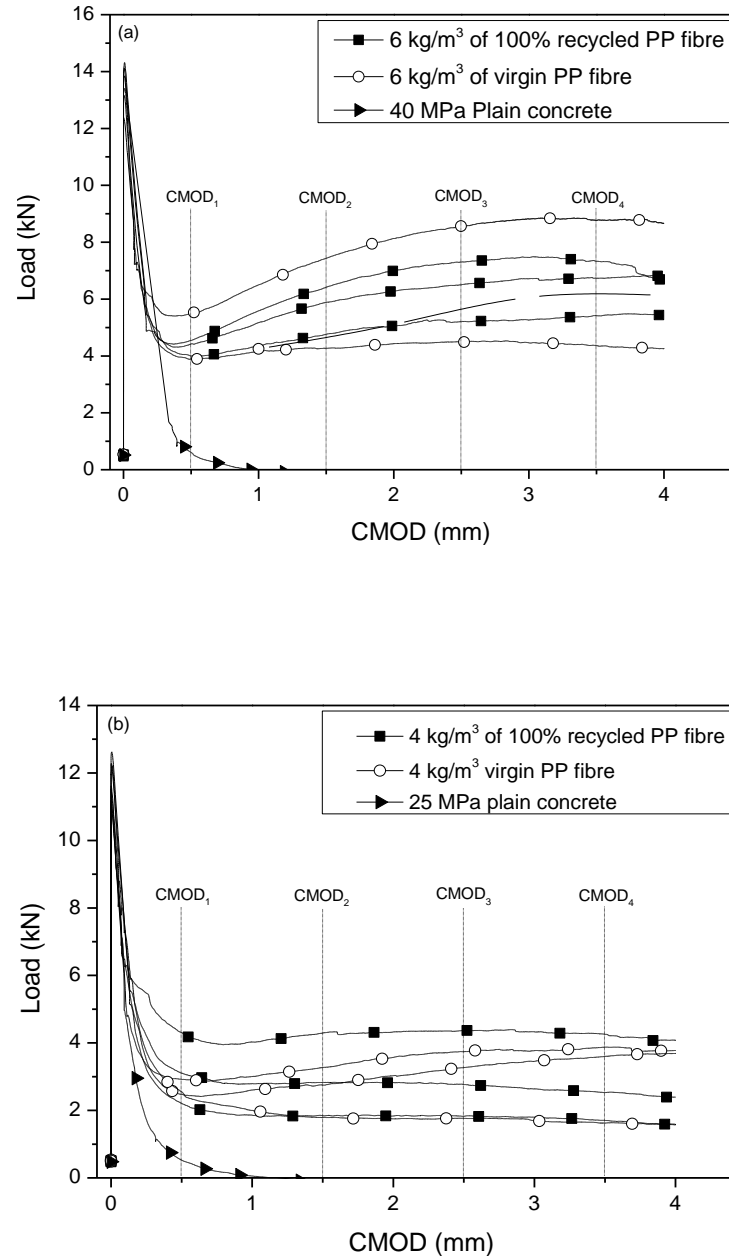 (a)
6 kg/m³ of 100% recycled PP fibre
6 kg/m³ of virgin PP fibre
40 MPa Plain concrete
16
14
12
10
8
6
4
2
0
Load (kN)
CMOD₁
CMOD₂
CMOD₃
CMOD₄
0
1
2
3
4
CMOD (mm)
(b)
4 kg/m³ of 100% recycled PP fibre
4 kg/m³ virgin PP fibre
25 MPa plain concrete
14
12
10
8
6
4
2
0
Load (kN)
CMOD₁
CMOD₂
CMOD₃
CMOD₄
0
1
2
3
4
CMOD (mm)